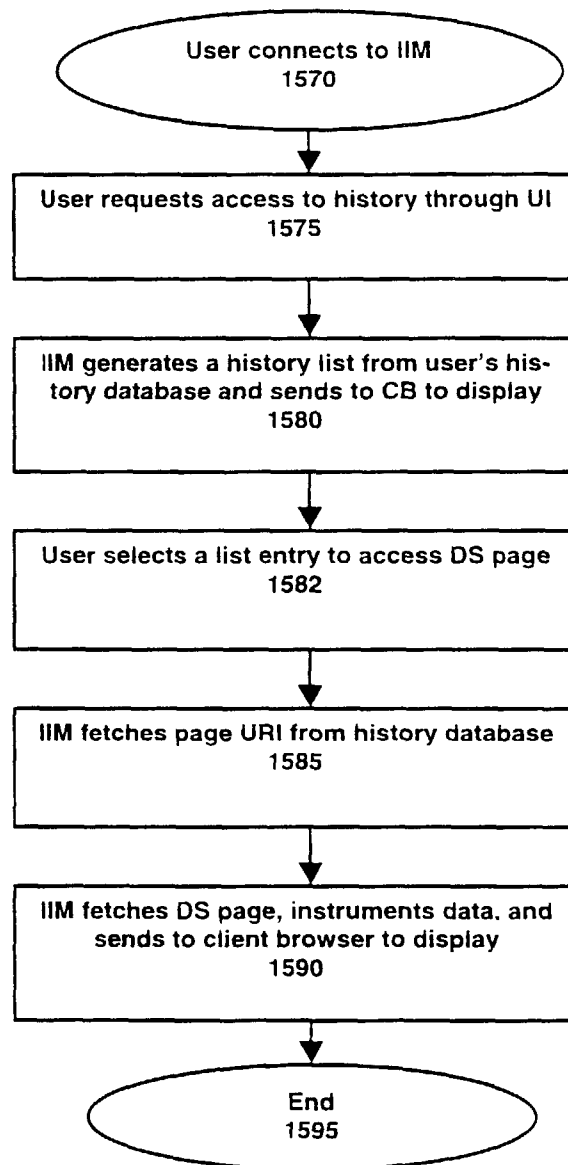 User connects to IIM
1570
User requests access to history through UI
1575
IIM generates a history list from user's his-
tory database and sends to CB to display
1580
User selects a list entry to access DS page
1582
IIM fetches page URI from history database
1585
IIM fetches DS page, instruments data, and
sends to client browser to display
1590
End
1595